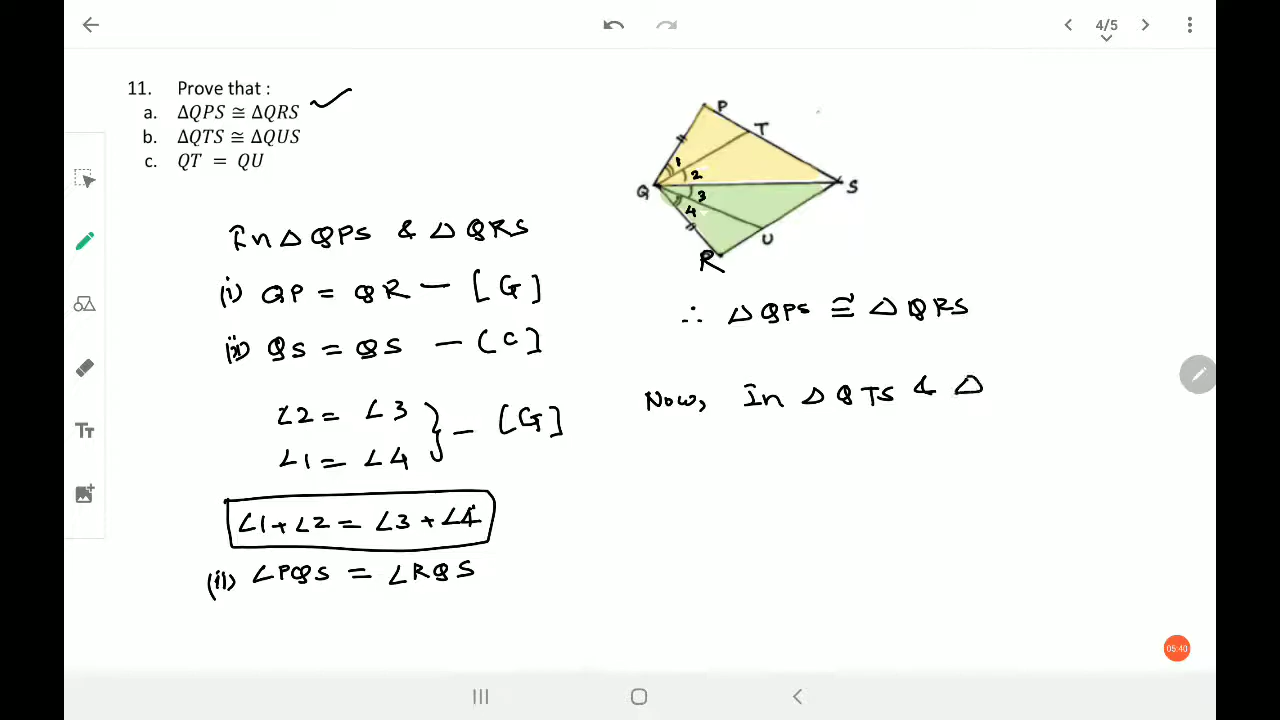 4/5
11. Prove that :
a. ΔQPS ≅ ΔQRS
b. ΔQTS ≅ ΔQUS
c. QT = QU
P
T
1
2
Q
S
3
4
U
R
In Δ QPS & Δ QRS
(i) QP = QR — [G]
(ii) QS = QS — [C]
∠2 = ∠3
∠1 = ∠4 } — [G]
∠1 + ∠2 = ∠3 + ∠4
(ii) ∠PQS = ∠RQS
∴ Δ QPS ≅ Δ QRS
Now, In Δ QTS & Δ
Tт
05:40